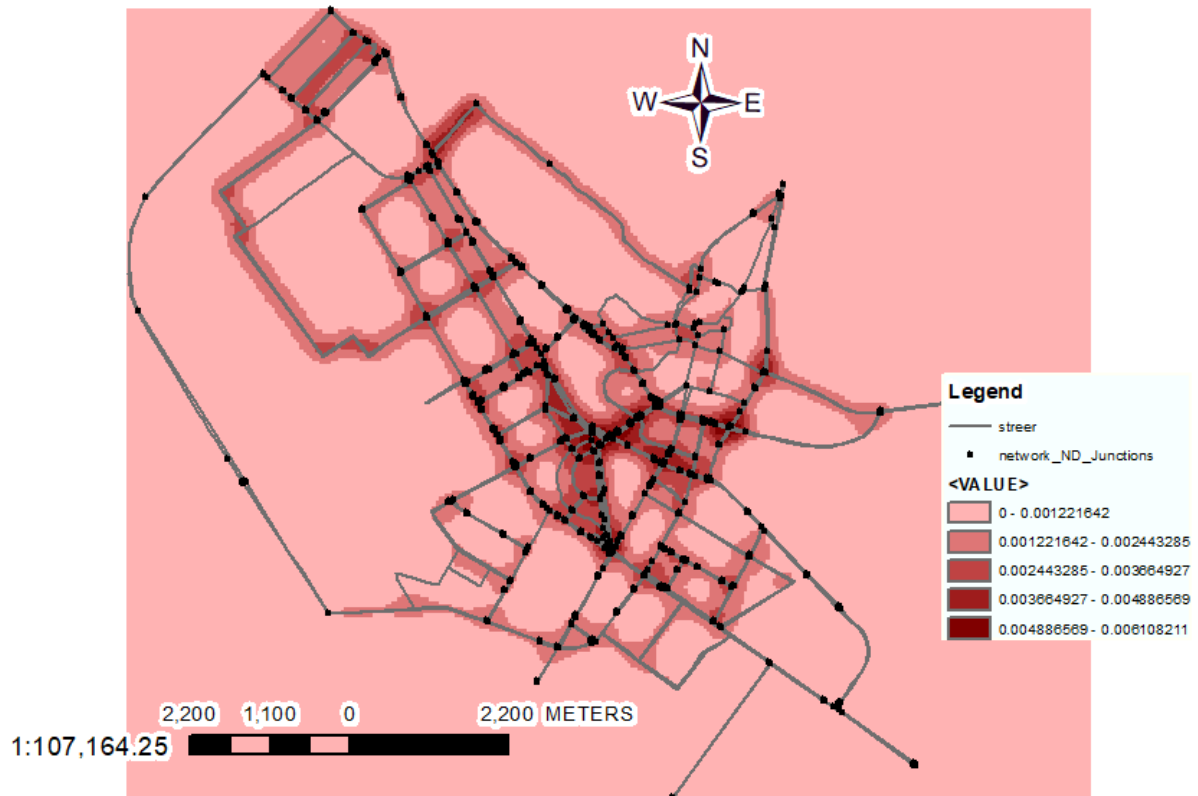 N
W E
S
Legend
streer
network_ND_Junctions
<VALUE>
0 - 0.001221642
0.001221642 - 0.002443285
0.002443285 - 0.003664927
0.003664927 - 0.004886569
0.004886569 - 0.006108211
2,200 1,100 0 2,200 METERS
1:107,164.25